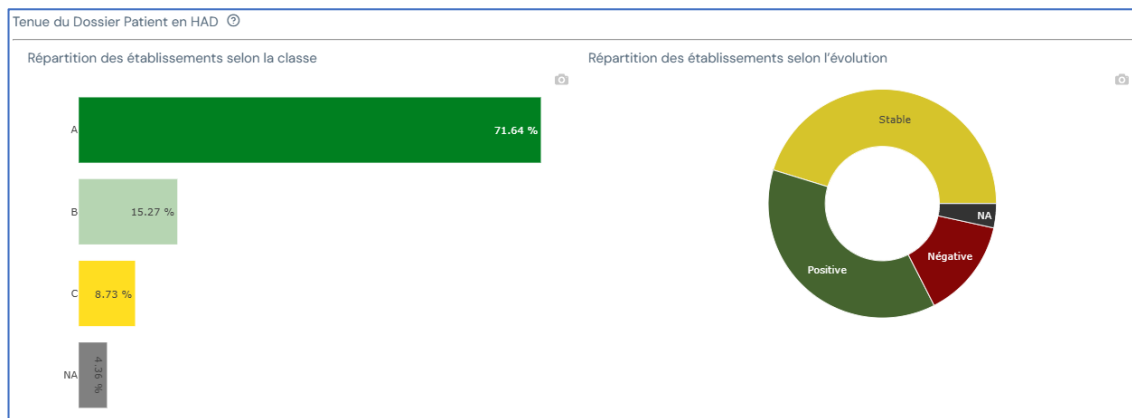 Tenue du Dossier Patient en HAD ?
Répartition des établissements selon la classe
A
71.64 %
B
15.27 %
C
8.73 %
NA
4.36 %
Répartition des établissements selon l'évolution
Stable
NA
Négative
Positive